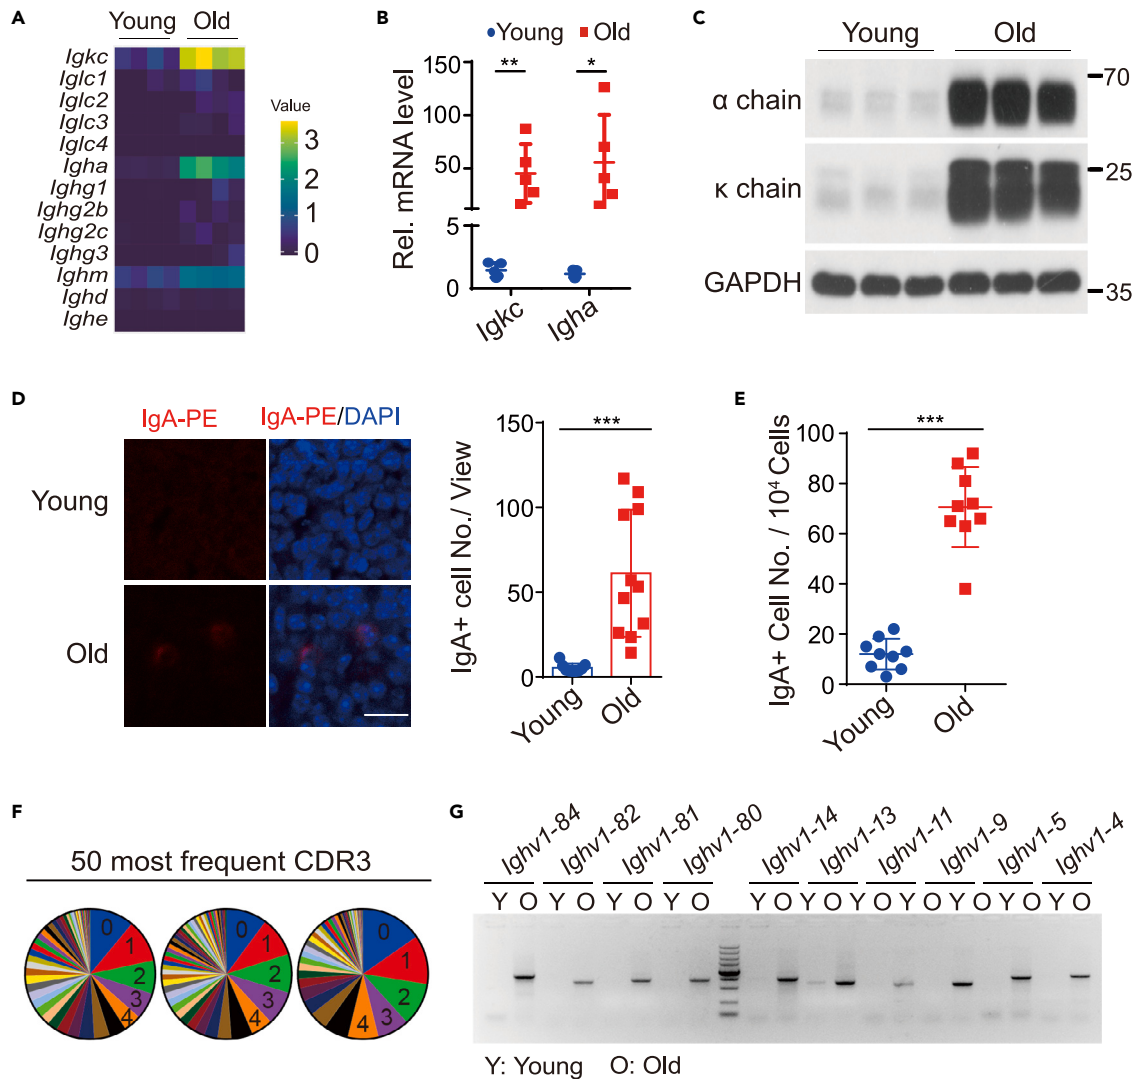 A
Young Old
Igkc
Iglc1
Iglc2
Iglc3
Iglc4
Igha
Ighg1
Ighg2b
Ighg2c
Ighg3
Ighm
Ighd
Ighe
Value
3
2
1
0
B
Young Old
Rel. mRNA level
150
100
50
5
0
** *
Igkc Igha
C
Young Old
α chain
κ chain
GAPDH
70
25
35
D
IgA-PE IgA-PE/DAPI
Young
Old
IgA+ cell No./ View
150
100
50
0
***
Young Old
E
IgA+ Cell No. / 10⁴ Cells
100
80
60
40
20
0
***
Young Old
F
50 most frequent CDR3
0 1 2 3 4
0 1 2 3 4
0 1 2 3 4
G
Ighv1-84 Ighv1-82 Ighv1-81 Ighv1-80 Ighv1-14 Ighv1-13 Ighv1-11 Ighv1-9 Ighv1-5 Ighv1-4
Y O Y O Y O Y O Y O Y O Y O Y O Y O Y O
Y: Young O: Old